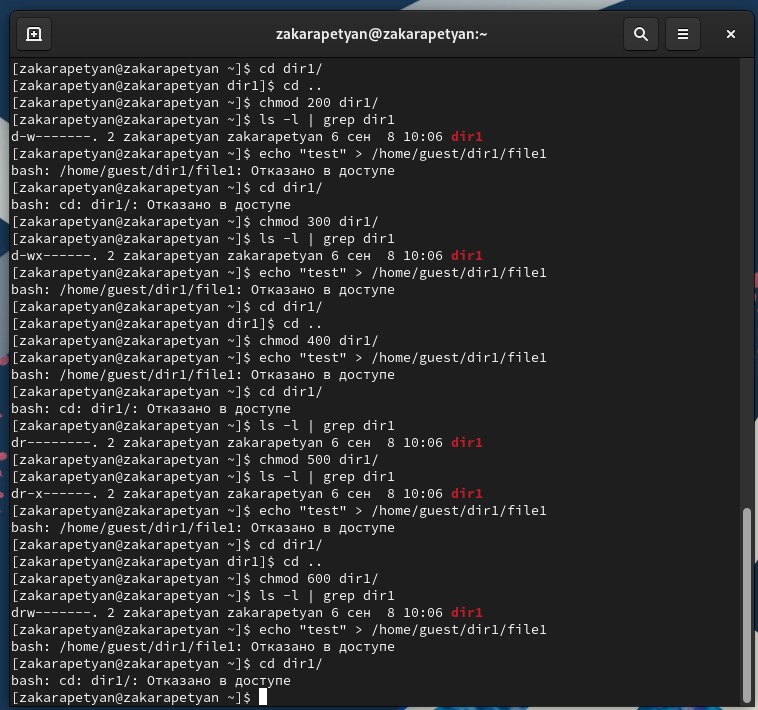 zakarapetyan@zakarapetyan:~
[zakarapetyan@zakarapetyan ~]$ cd dir1/
[zakarapetyan@zakarapetyan dir1]$ cd ..
[zakarapetyan@zakarapetyan ~]$ chmod 200 dir1/
[zakarapetyan@zakarapetyan ~]$ ls -l | grep dir1
d-w-------. 2 zakarapetyan zakarapetyan 6 сен  8 10:06 dir1
[zakarapetyan@zakarapetyan ~]$ echo "test" > /home/guest/dir1/file1
bash: /home/guest/dir1/file1: Отказано в доступе
[zakarapetyan@zakarapetyan ~]$ cd dir1/
bash: cd: dir1/: Отказано в доступе
[zakarapetyan@zakarapetyan ~]$ chmod 300 dir1/
[zakarapetyan@zakarapetyan ~]$ ls -l | grep dir1
d-wx------. 2 zakarapetyan zakarapetyan 6 сен  8 10:06 dir1
[zakarapetyan@zakarapetyan ~]$ echo "test" > /home/guest/dir1/file1
bash: /home/guest/dir1/file1: Отказано в доступе
[zakarapetyan@zakarapetyan ~]$ cd dir1/
[zakarapetyan@zakarapetyan dir1]$ cd ..
[zakarapetyan@zakarapetyan ~]$ chmod 400 dir1/
[zakarapetyan@zakarapetyan ~]$ echo "test" > /home/guest/dir1/file1
bash: /home/guest/dir1/file1: Отказано в доступе
[zakarapetyan@zakarapetyan ~]$ cd dir1/
bash: cd: dir1/: Отказано в доступе
[zakarapetyan@zakarapetyan ~]$ ls -l | grep dir1
dr--------. 2 zakarapetyan zakarapetyan 6 сен  8 10:06 dir1
[zakarapetyan@zakarapetyan ~]$ chmod 500 dir1/
[zakarapetyan@zakarapetyan ~]$ ls -l | grep dir1
dr-x------. 2 zakarapetyan zakarapetyan 6 сен  8 10:06 dir1
[zakarapetyan@zakarapetyan ~]$ echo "test" > /home/guest/dir1/file1
bash: /home/guest/dir1/file1: Отказано в доступе
[zakarapetyan@zakarapetyan ~]$ cd dir1/
[zakarapetyan@zakarapetyan dir1]$ cd ..
[zakarapetyan@zakarapetyan ~]$ chmod 600 dir1/
[zakarapetyan@zakarapetyan ~]$ ls -l | grep dir1
drw-------. 2 zakarapetyan zakarapetyan 6 сен  8 10:06 dir1
[zakarapetyan@zakarapetyan ~]$ echo "test" > /home/guest/dir1/file1
bash: /home/guest/dir1/file1: Отказано в доступе
[zakarapetyan@zakarapetyan ~]$ cd dir1/
bash: cd: dir1/: Отказано в доступе
[zakarapetyan@zakarapetyan ~]$